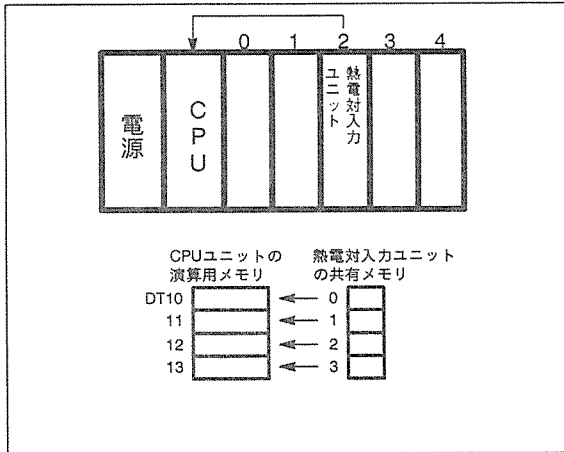 0 1 2 3 4
電源
CPU
熱電対入力
ユニット
CPUユニットの 熱電対入力ユニット
演算用メモリ の共有メモリ
DT10 0
11 1
12 2
13 3